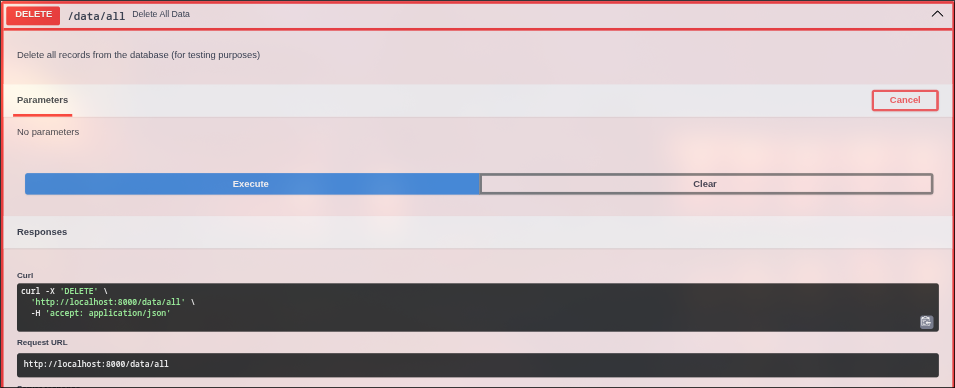 DELETE /data/all Delete All Data
Delete all records from the database (for testing purposes)
Parameters Cancel
No parameters
Execute Clear
Responses
Curl
curl -X 'DELETE' \
'http://localhost:8000/data/all' \
-H 'accept: application/json'
Request URL
http://localhost:8000/data/all